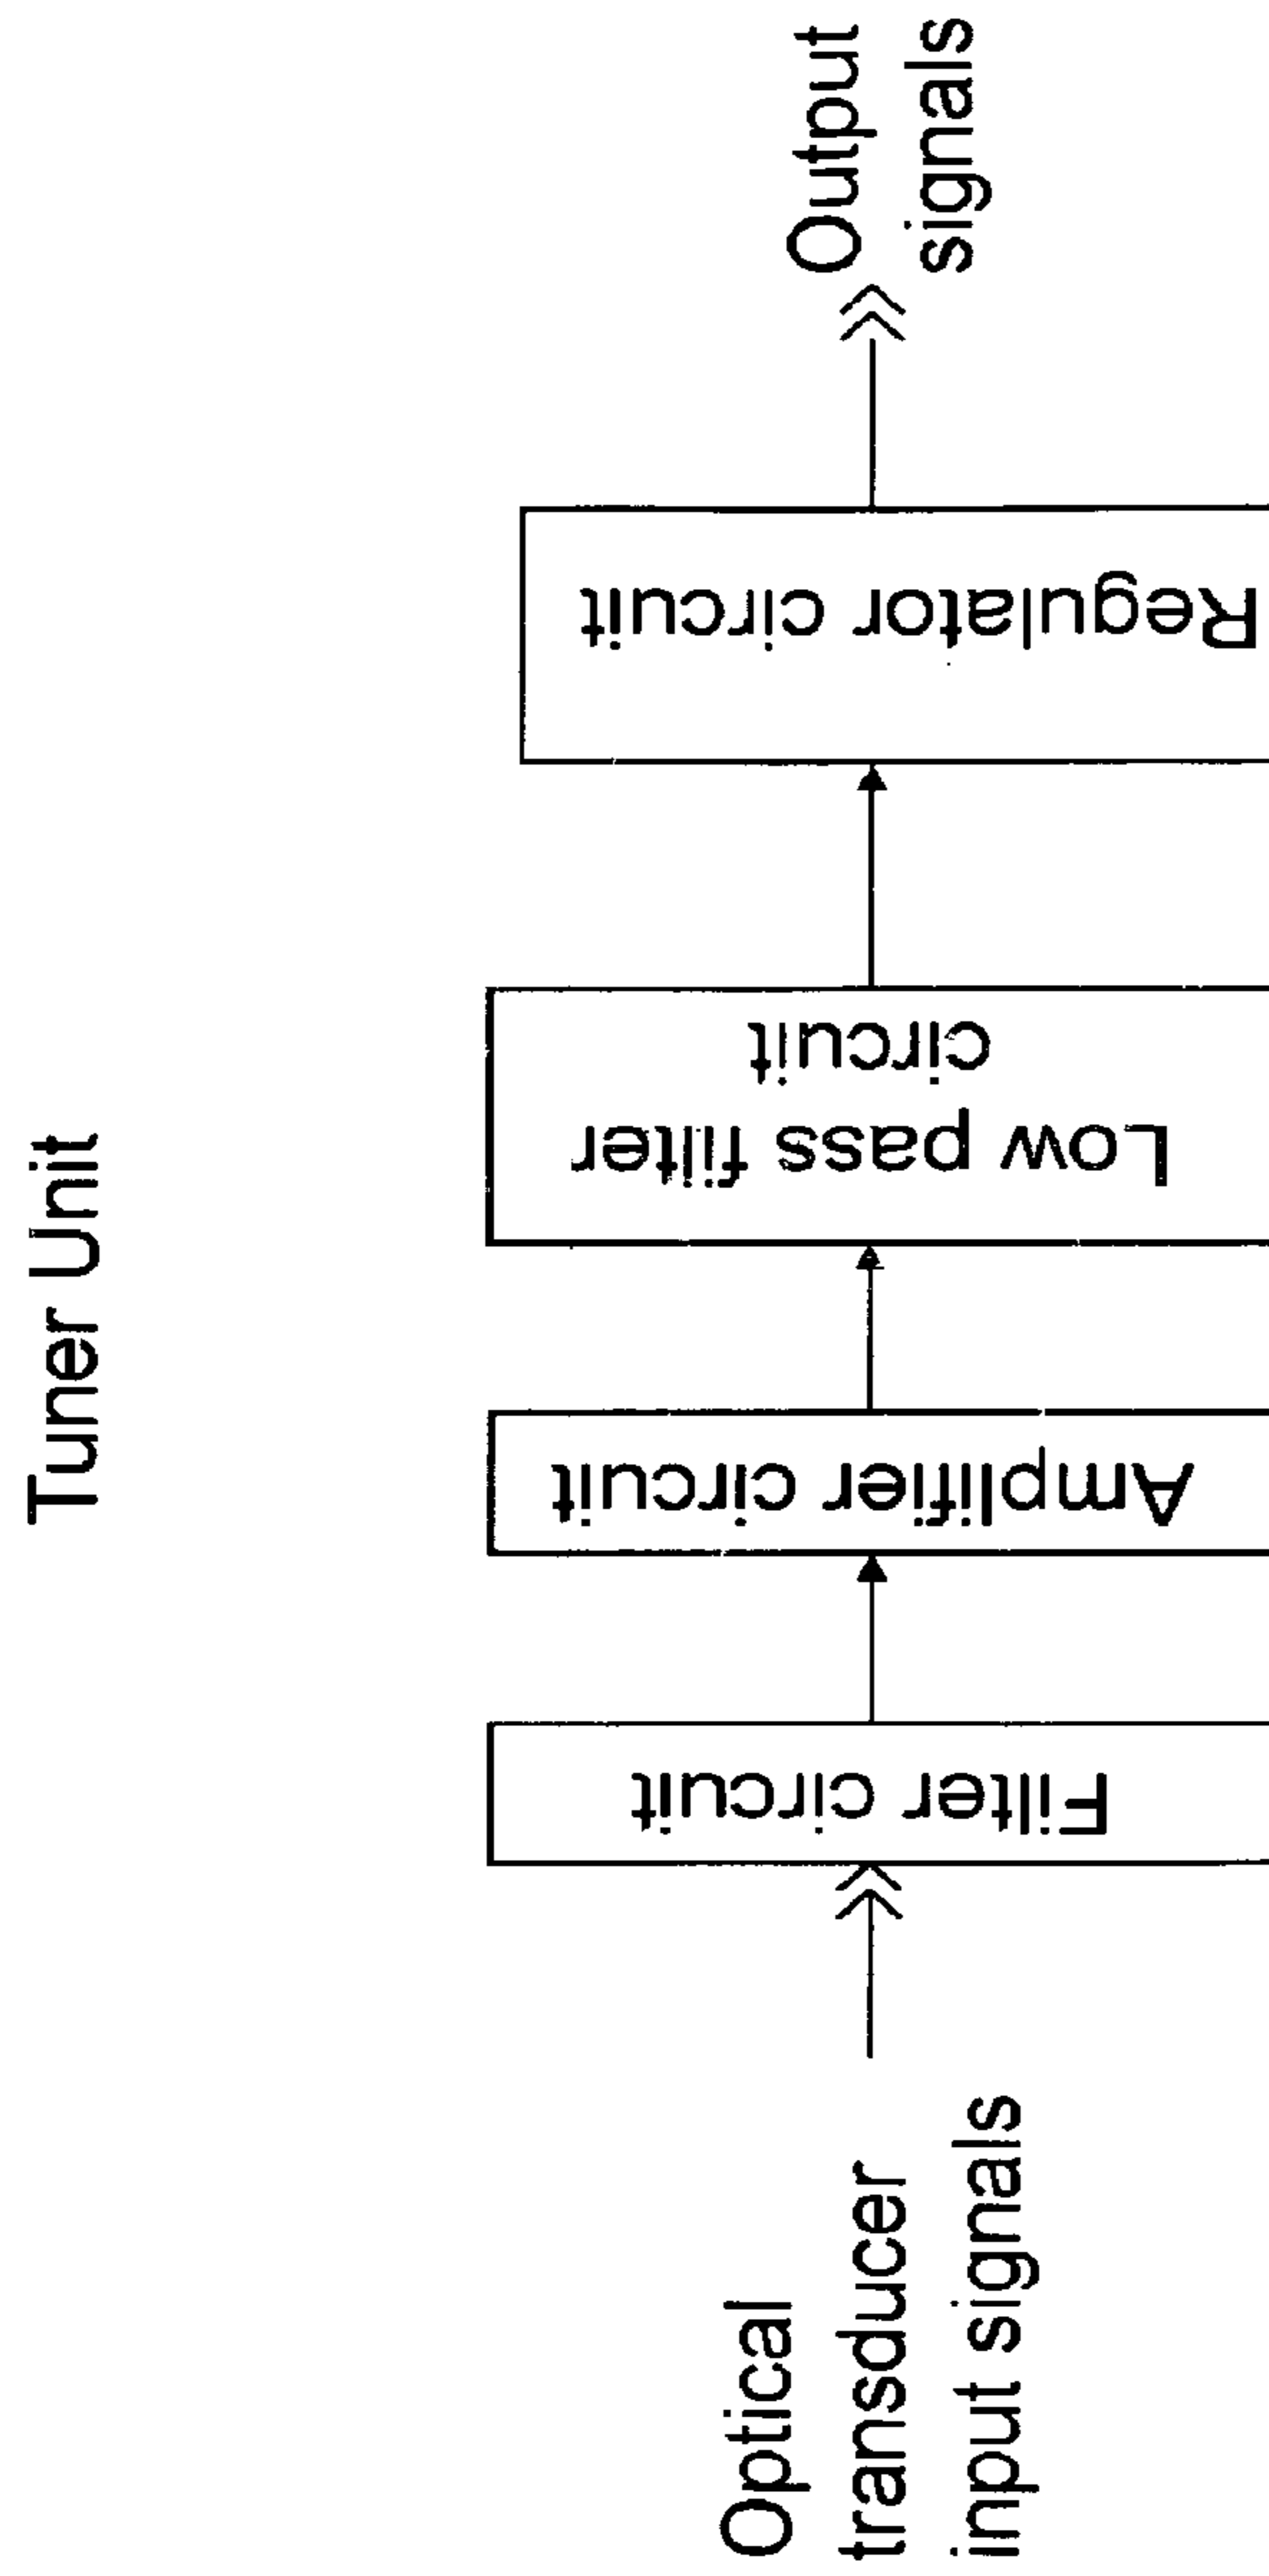 Tuner Unit
Optical
transducer
input signals
Filter circuit
Amplifier circuit
Low pass filter
circuit
Regulator circuit
Output
signals